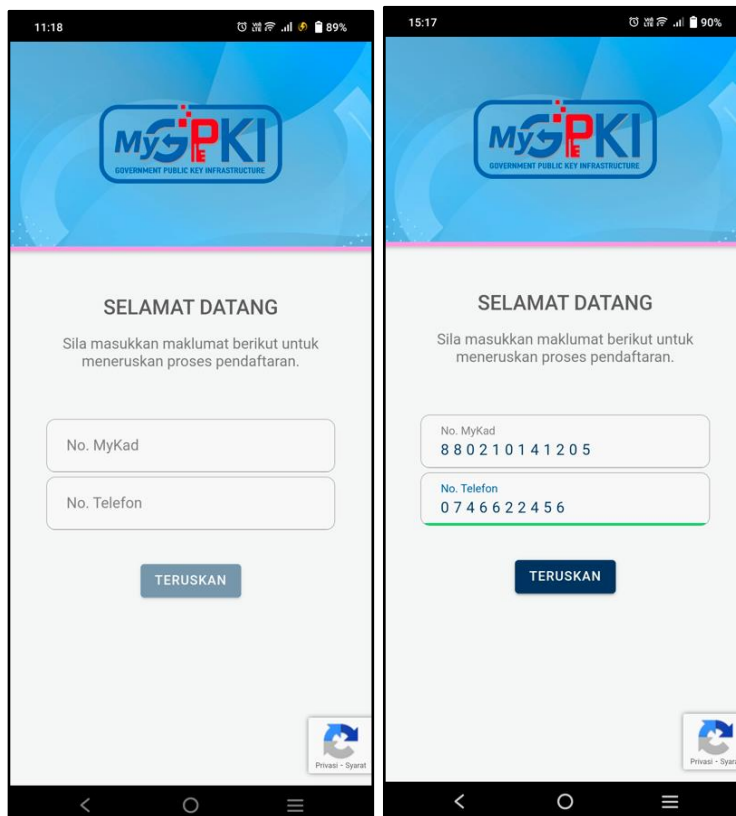 11:18
89%
MyGPKI
GOVERNMENT PUBLIC KEY INFRASTRUCTURE
SELAMAT DATANG
Sila masukkan maklumat berikut untuk
meneruskan proses pendaftaran.
No. MyKad
No. Telefon
TERUSKAN
Privasi - Syarat
15:17
90%
MyGPKI
GOVERNMENT PUBLIC KEY INFRASTRUCTURE
SELAMAT DATANG
Sila masukkan maklumat berikut untuk
meneruskan proses pendaftaran.
No. MyKad
880210141205
No. Telefon
0746622456
TERUSKAN
Privasi - Syar